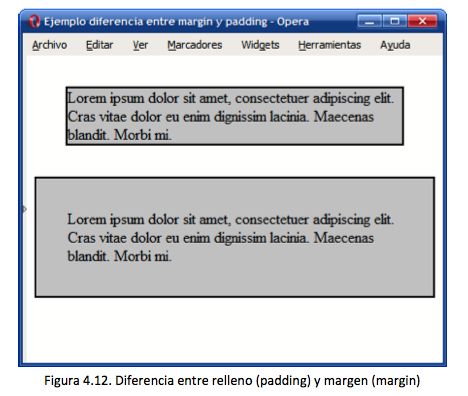 Ejemplo diferencia entre margin y padding - Opera
Archivo Editar Ver Marcadores Widgets Herramientas Ayuda
Lorem ipsum dolor sit amet, consectetuer adipiscing elit.
Cras vitae dolor eu enim dignissim lacinia. Maecenas
blandit. Morbi mi.
Lorem ipsum dolor sit amet, consectetuer adipiscing elit.
Cras vitae dolor eu enim dignissim lacinia. Maecenas
blandit. Morbi mi.
Figura 4.12. Diferencia entre relleno (padding) y margen (margin)